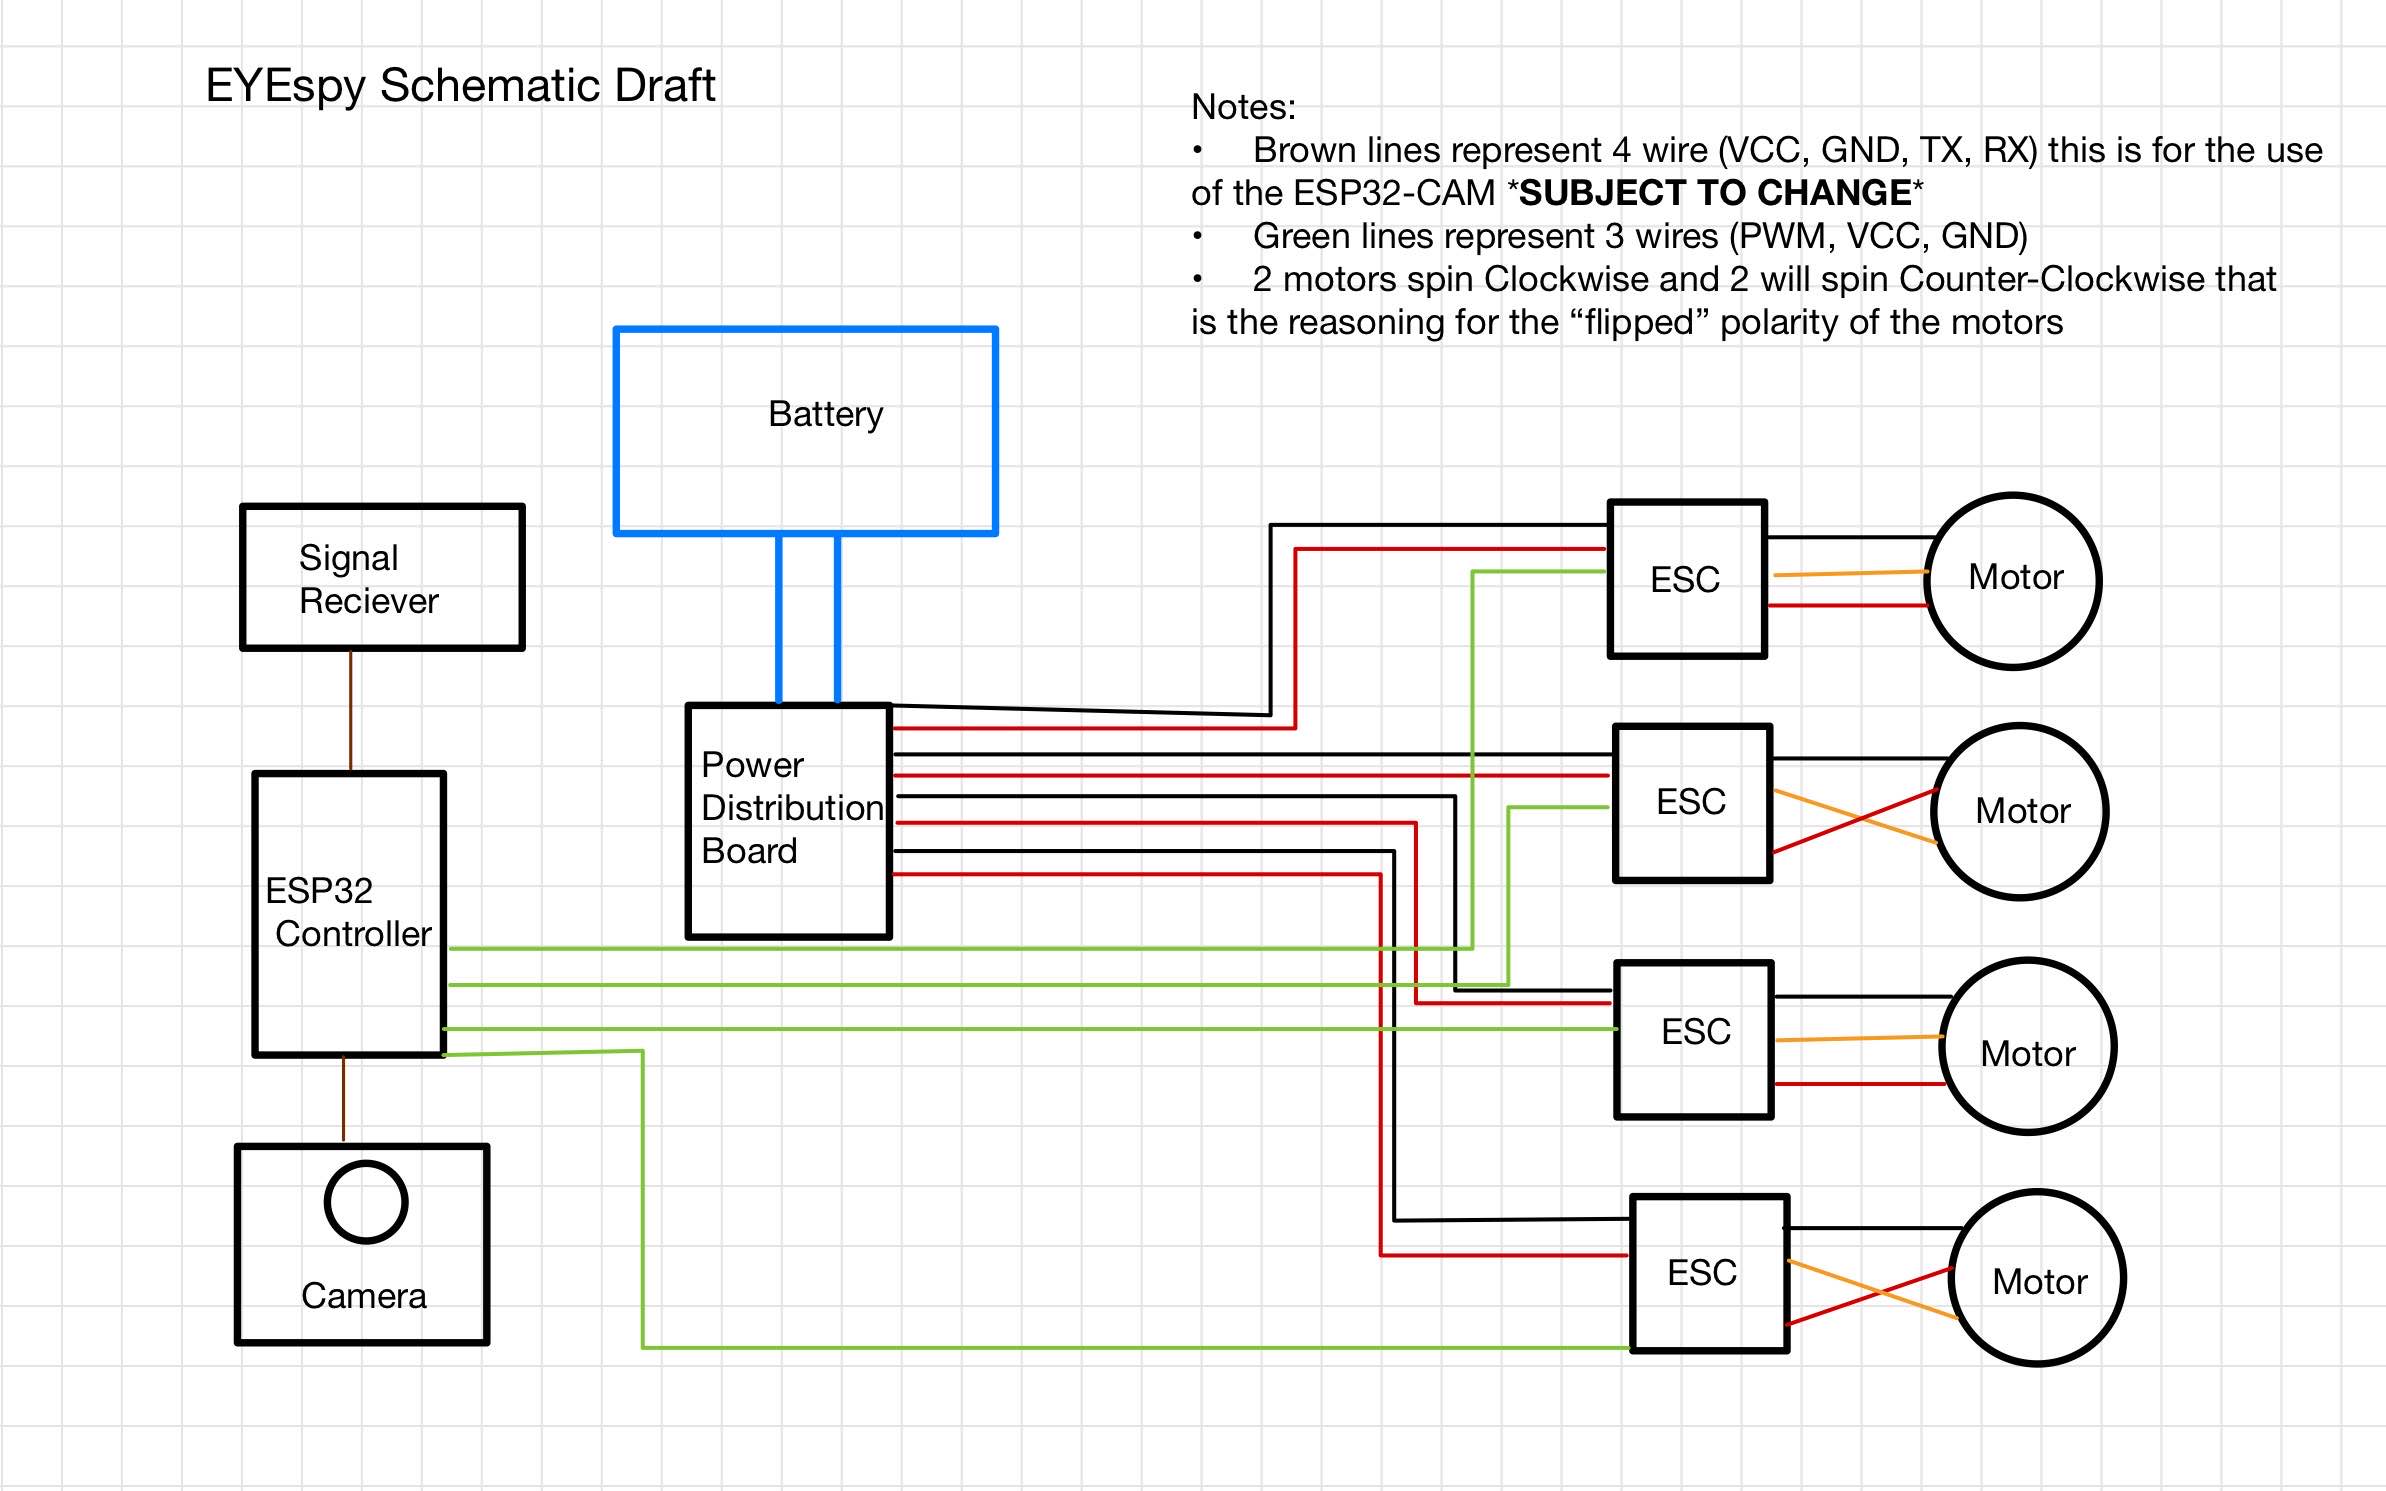 EYEspy Schematic Draft
Notes:
• Brown lines represent 4 wire (VCC, GND, TX, RX) this is for the use
of the ESP32-CAM *SUBJECT TO CHANGE*
• Green lines represent 3 wires (PWM, VCC, GND)
• 2 motors spin Clockwise and 2 will spin Counter-Clockwise that
is the reasoning for the “flipped” polarity of the motors
Battery
Signal
Reciever
ESC
Motor
Power
Distribution
Board
ESC
Motor
ESP32
Controller
ESC
Motor
ESC
Motor
Camera